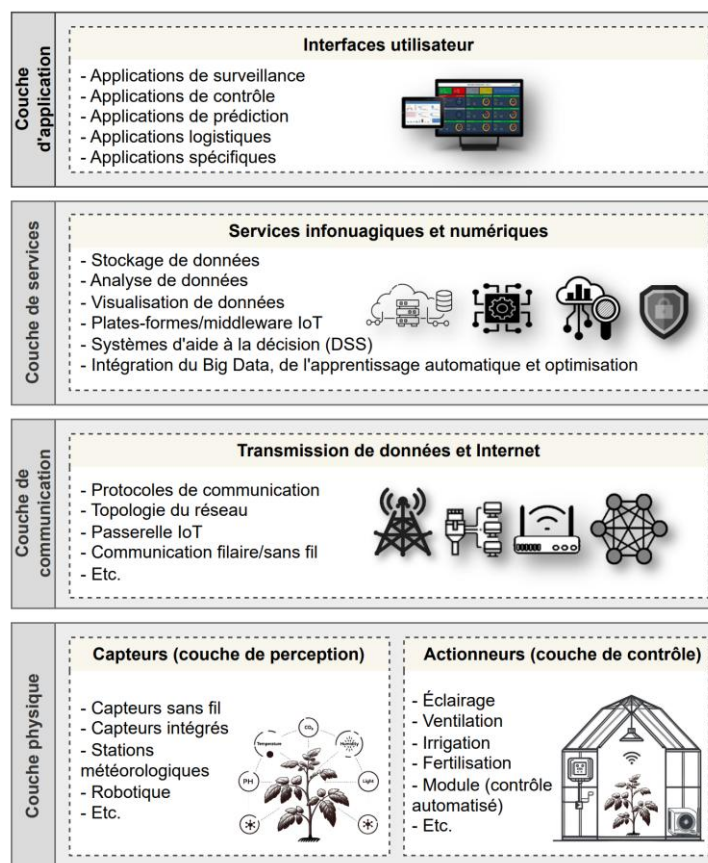 Couche
d'application
Interfaces utilisateur
- Applications de surveillance
- Applications de contrôle
- Applications de prédiction
- Applications logistiques
- Applications spécifiques
Couche de services
Services infonuagiques et numériques
- Stockage de données
- Analyse de données
- Visualisation de données
- Plates-formes/middleware IoT
- Systèmes d'aide à la décision (DSS)
- Intégration du Big Data, de l'apprentissage automatique et optimisation
Couche de
communication
Transmission de données et Internet
- Protocoles de communication
- Topologie du réseau
- Passerelle IoT
- Communication filaire/sans fil
- Etc.
Couche physique
Capteurs (couche de perception)
- Capteurs sans fil
- Capteurs intégrés
- Stations
météorologiques
- Robotique
- Etc.
CO₂
Temperature
Humidity
PH
Light
Actionneurs (couche de contrôle)
- Éclairage
- Ventilation
- Irrigation
- Fertilisation
- Module (contrôle
automatisé)
- Etc.